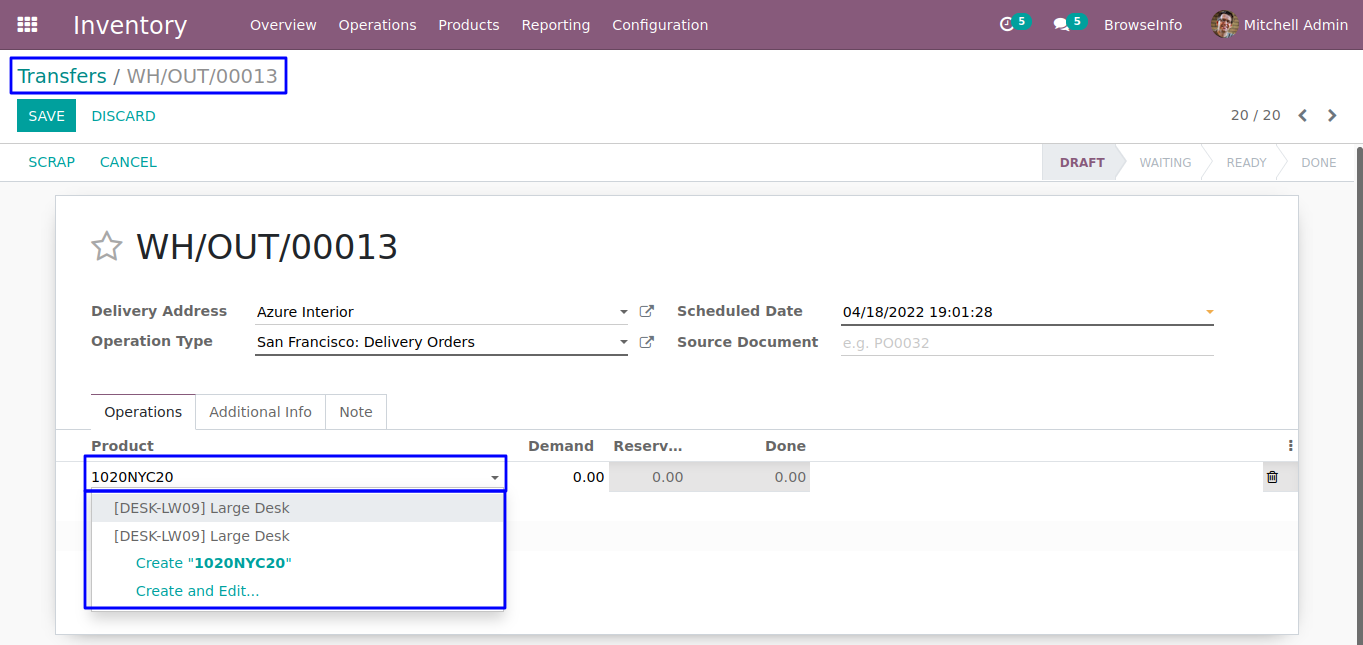 Inventory Overview Operations Products Reporting Configuration 5 5 BrowseInfo Mitchell Admin
Transfers / WH/OUT/00013
SAVE DISCARD 20 / 20
SCRAP CANCEL DRAFT WAITING READY DONE
WH/OUT/00013
Delivery Address Azure Interior Scheduled Date 04/18/2022 19:01:28
Operation Type San Francisco: Delivery Orders Source Document e.g. PO0032
Operations Additional Info Note
Product Demand Reserv... Done
1020NYC20 0.00 0.00 0.00
[DESK-LW09] Large Desk
[DESK-LW09] Large Desk
Create "1020NYC20"
Create and Edit...